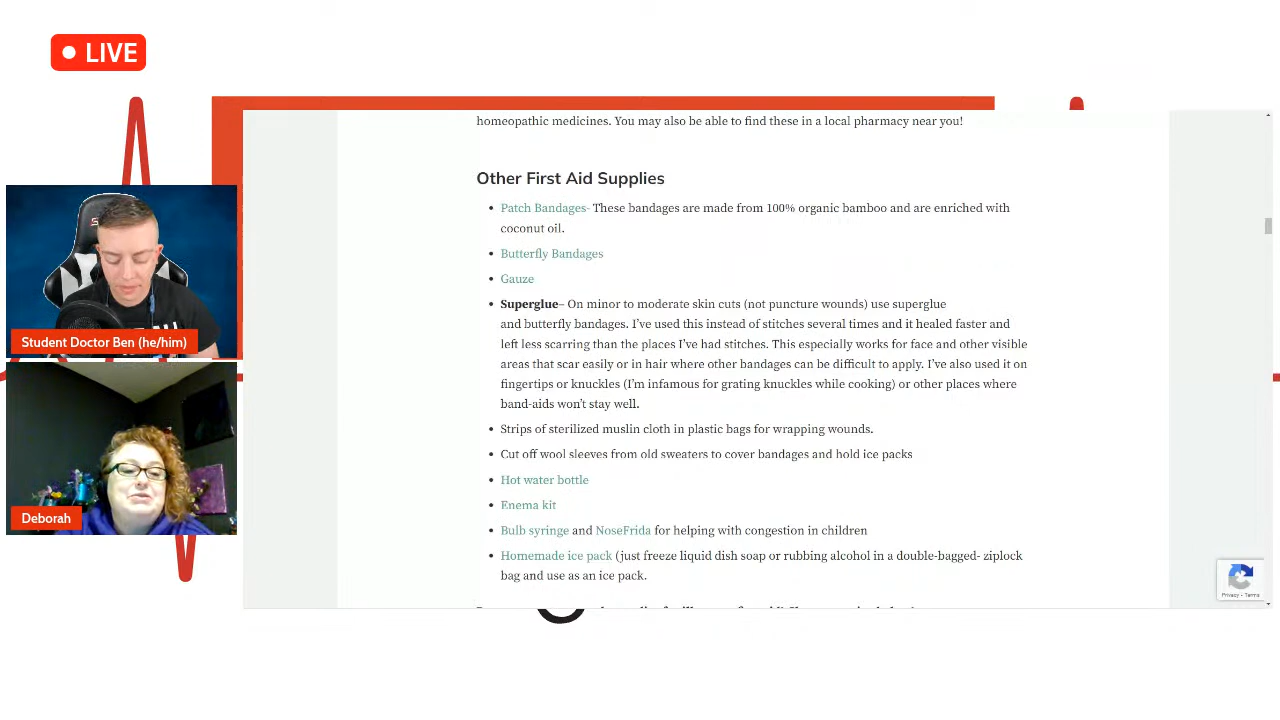 LIVE
homeopathic medicines. You may also be able to find these in a local pharmacy near you!
Other First Aid Supplies
Patch Bandages- These bandages are made from 100% organic bamboo and are enriched with
coconut oil.
Butterfly Bandages
Gauze
Superglue– On minor to moderate skin cuts (not puncture wounds) use superglue
and butterfly bandages. I've used this instead of stitches several times and it healed faster and
left less scarring than the places I've had stitches. This especially works for face and other visible
areas that scar easily or in hair where other bandages can be difficult to apply. I've also used it on
fingertips or knuckles (I'm infamous for grating knuckles while cooking) or other places where
band-aids won't stay well.
Strips of sterilized muslin cloth in plastic bags for wrapping wounds.
Cut off wool sleeves from old sweaters to cover bandages and hold ice packs
Hot water bottle
Enema kit
Bulb syringe and NoseFrida for helping with congestion in children
Homemade ice pack (just freeze liquid dish soap or rubbing alcohol in a double-bagged- ziplock
bag and use as an ice pack.
Student Doctor Ben (he/him)
Deborah
Privacy - Terms